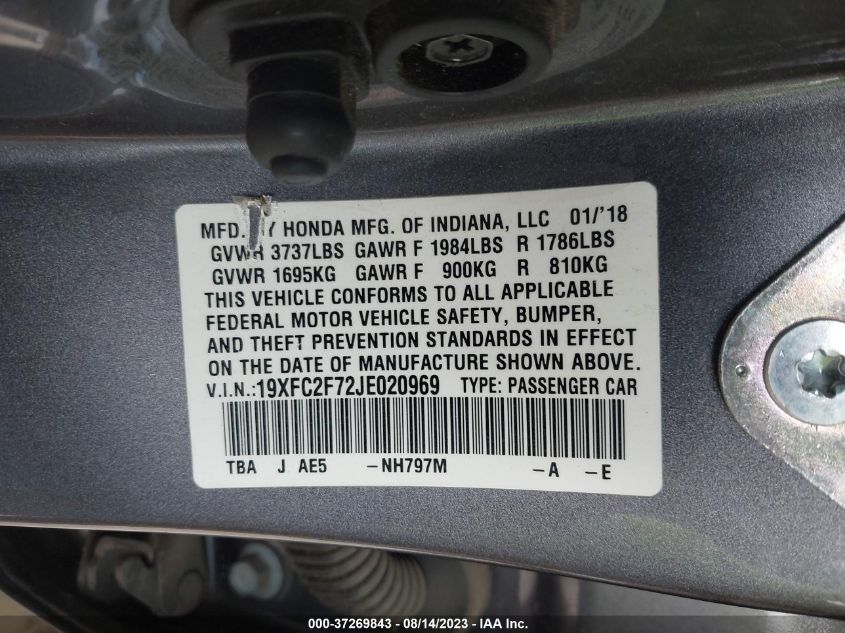 MFD. Y HONDA MFG. OF INDIANA, LLC 01/'18
GVWR 3737LBS GAWR F 1984LBS R 1786LBS
GVWR 1695KG GAWR F 900KG R 810KG
THIS VEHICLE CONFORMS TO ALL APPLICABLE
FEDERAL MOTOR VEHICLE SAFETY, BUMPER,
AND THEFT PREVENTION STANDARDS IN EFFECT
ON THE DATE OF MANUFACTURE SHOWN ABOVE.
V.I.N.:19XFC2F72JE020969 TYPE: PASSENGER CAR
TBA J AE5 -NH797M -A -E
000-37269843 - 08/14/2023 - IAA Inc.